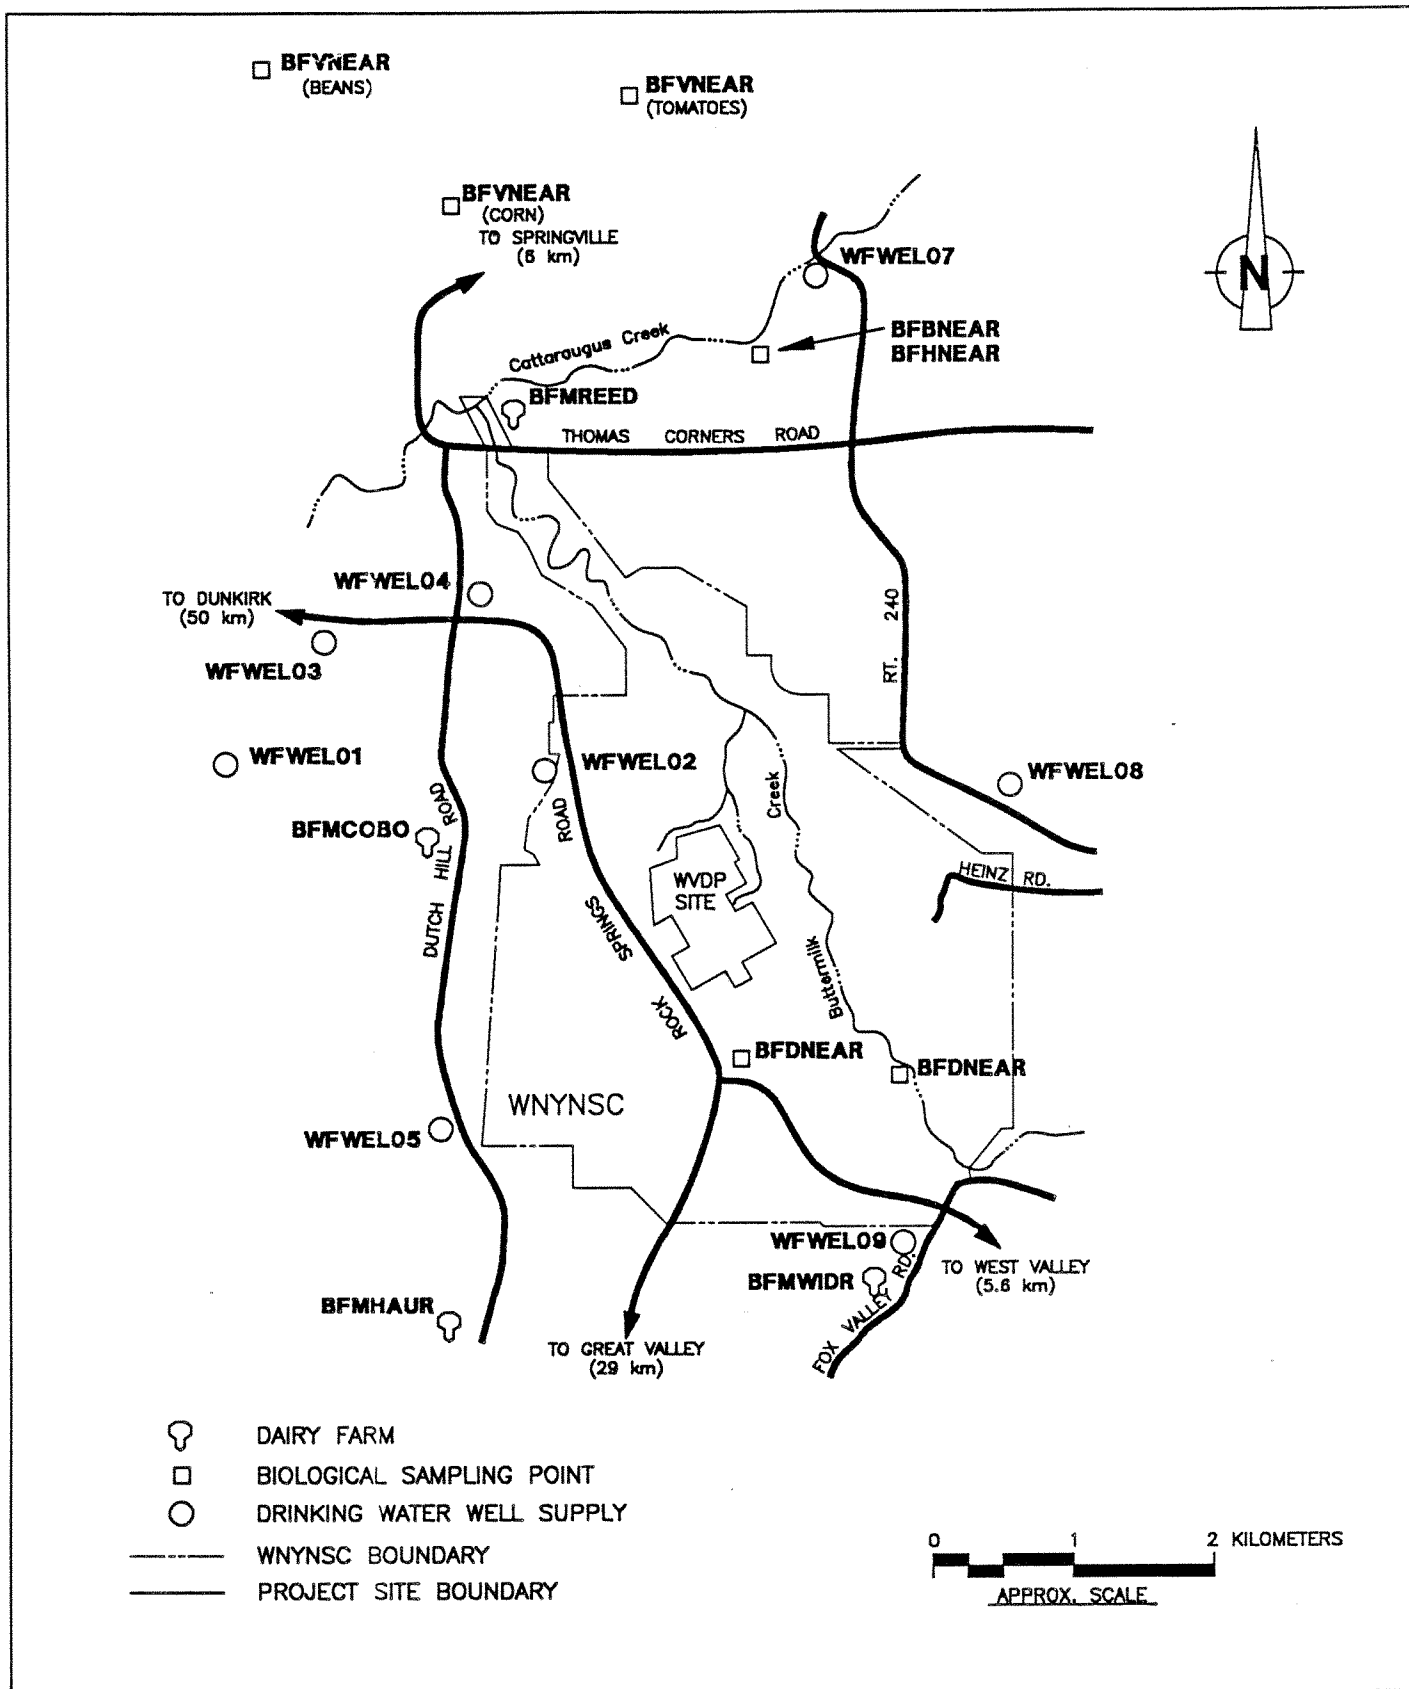 BFVNEAR
(BEANS)
BFVNEAR
(TOMATOES)
BFVNEAR
(CORN)
TO SPRINGVILLE
(6 km)
WFWEL07
N
BFBNEAR
BFHNEAR
Cattaraugus Creek
BFMREED
THOMAS CORNERS ROAD
WFWEL04
TO DUNKIRK
(50 km)
RT. 240
WFWEL03
WFWEL01
WFWEL02
WFWEL08
BFMCOBO
DUTCH HILL ROAD
ROCK SPRINGS ROAD
Buttermilk Creek
WVDP
SITE
HEINZ RD.
BFDNEAR
BFDNEAR
WNYNSC
WFWEL05
WFWEL09
BFMWIDR
FOX VALLEY RD.
TO WEST VALLEY
(5.6 km)
BFMHAUR
TO GREAT VALLEY
(29 km)
DAIRY FARM
BIOLOGICAL SAMPLING POINT
DRINKING WATER WELL SUPPLY
WNYNSC BOUNDARY
PROJECT SITE BOUNDARY
0 1 2 KILOMETERS
APPROX. SCALE